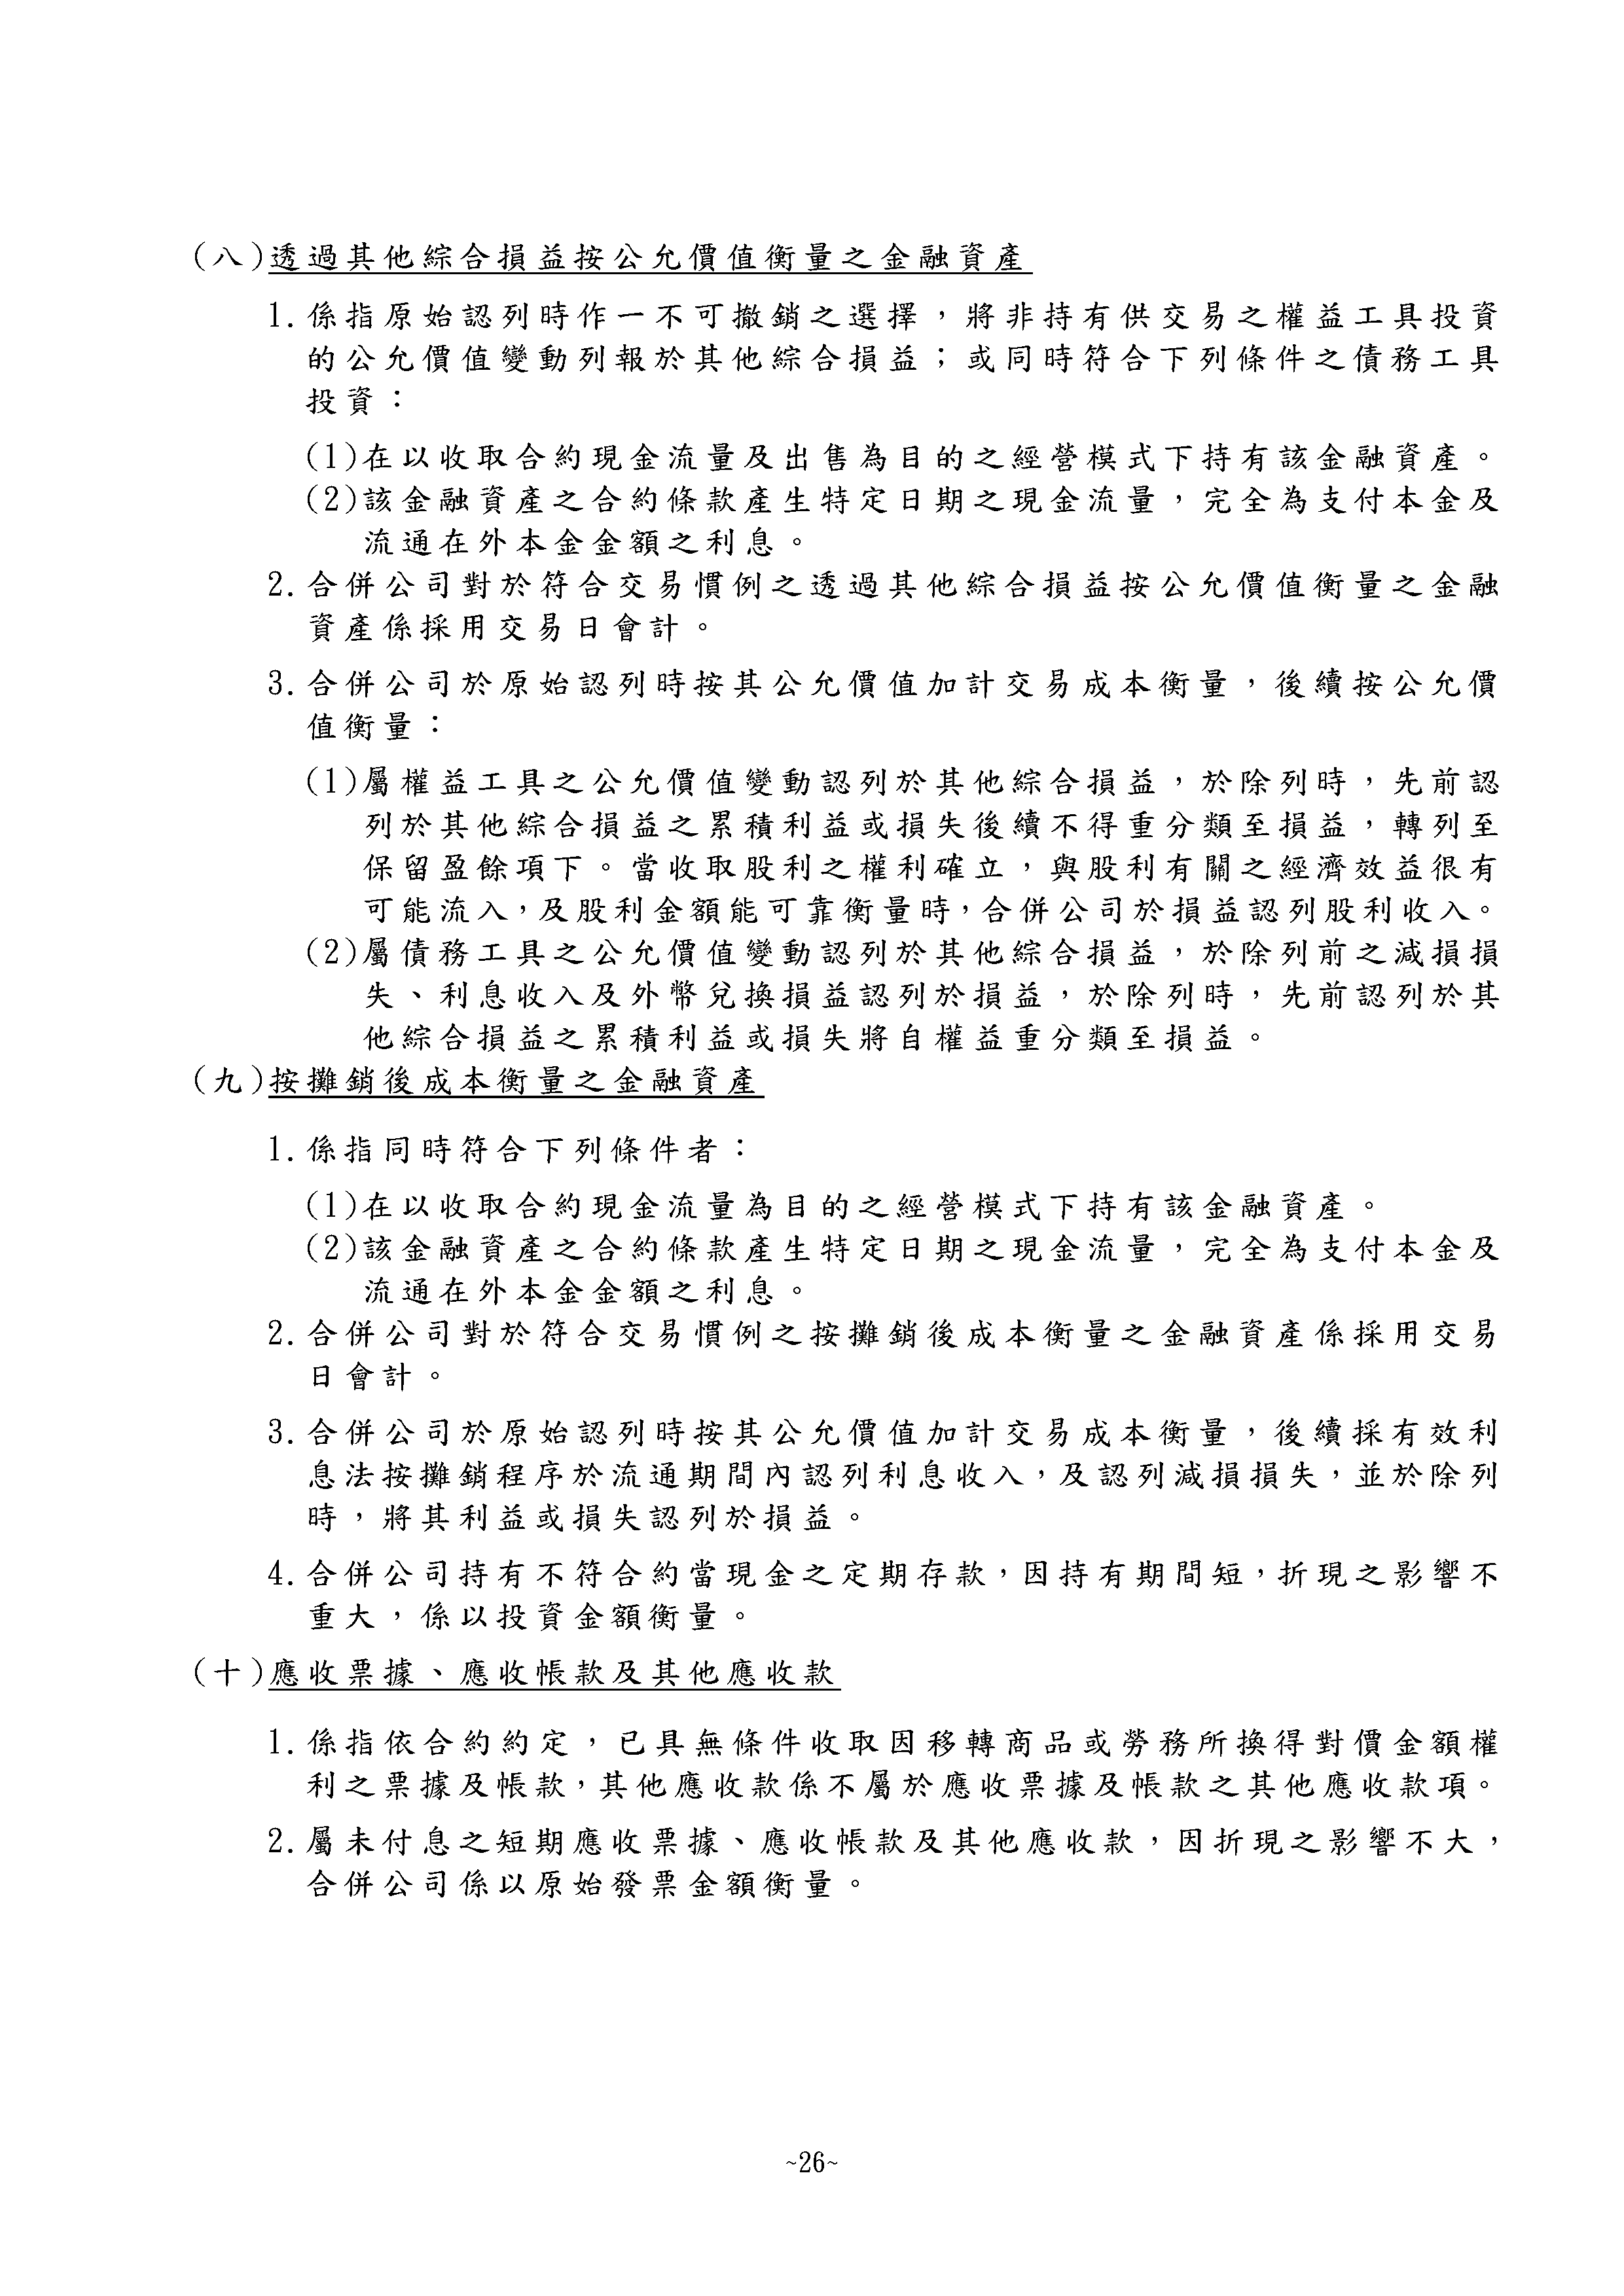 (八)透過其他綜合損益按公允價值衡量之金融資產
1.係指原始認列時作一不可撤銷之選擇，將非持有供交易之權益工具投資
的公允價值變動列報於其他綜合損益；或同時符合下列條件之債務工具
投資：
(1)在以收取合約現金流量及出售為目的之經營模式下持有該金融資產。
(2)該金融資產之合約條款產生特定日期之現金流量，完全為支付本金及
流通在外本金金額之利息。
2.合併公司對於符合交易慣例之透過其他綜合損益按公允價值衡量之金融
資產係採用交易日會計。
3.合併公司於原始認列時按其公允價值加計交易成本衡量，後續按公允價
值衡量：
(1)屬權益工具之公允價值變動認列於其他綜合損益，於除列時，先前認
列於其他綜合損益之累積利益或損失後續不得重分類至損益，轉列至
保留盈餘項下。當收取股利之權利確立，與股利有關之經濟效益很有
可能流入，及股利金額能可靠衡量時，合併公司於損益認列股利收入。
(2)屬債務工具之公允價值變動認列於其他綜合損益，於除列前之減損損
失、利息收入及外幣兌換損益認列於損益，於除列時，先前認列於其
他綜合損益之累積利益或損失將自權益重分類至損益。
(九)按攤銷後成本衡量之金融資產
1.係指同時符合下列條件者：
(1)在以收取合約現金流量為目的之經營模式下持有該金融資產。
(2)該金融資產之合約條款產生特定日期之現金流量，完全為支付本金及
流通在外本金金額之利息。
2.合併公司對於符合交易慣例之按攤銷後成本衡量之金融資產係採用交易
日會計。
3.合併公司於原始認列時按其公允價值加計交易成本衡量，後續採有效利
息法按攤銷程序於流通期間內認列利息收入，及認列減損損失，並於除列
時，將其利益或損失認列於損益。
4.合併公司持有不符合約當現金之定期存款，因持有期間短，折現之影響不
重大，係以投資金額衡量。
(十)應收票據、應收帳款及其他應收款
1.係指依合約約定，已具無條件收取因移轉商品或勞務所換得對價金額權
利之票據及帳款，其他應收款係不屬於應收票據及帳款之其他應收款項。
2.屬未付息之短期應收票據、應收帳款及其他應收款，因折現之影響不大，
合併公司係以原始發票金額衡量。
~26~